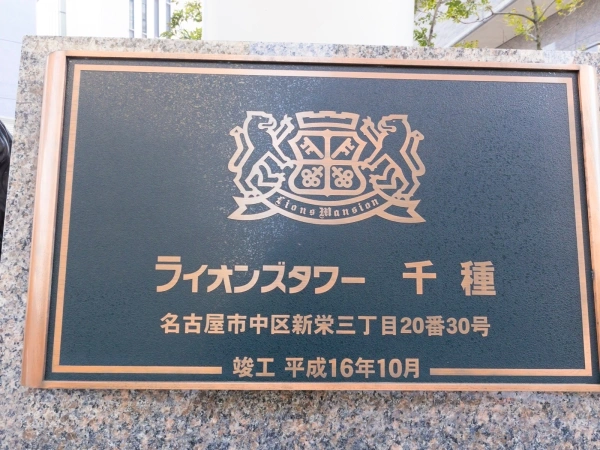 Lions Mansion
ライオンズタワー 千種
名古屋市中区新栄三丁目20番30号
竣工 平成16年10月